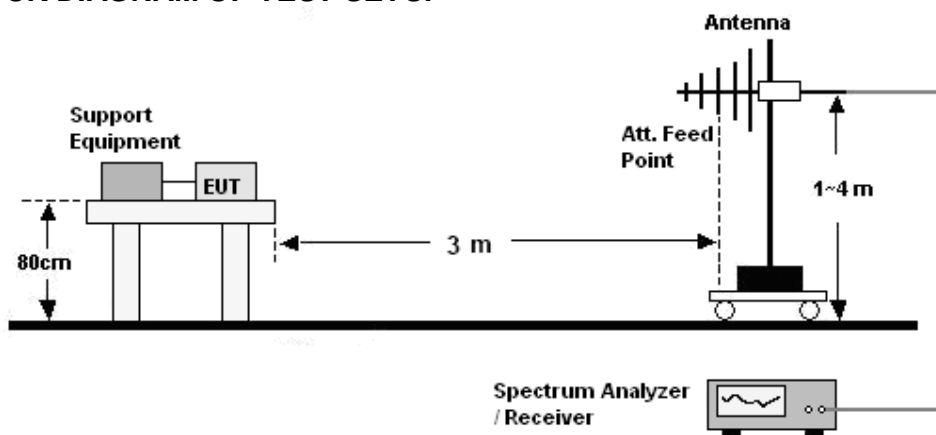 Antenna
Support
Equipment
Att. Feed
Point
EUT
1~4 m
3 m
80cm
Spectrum Analyzer
/ Receiver